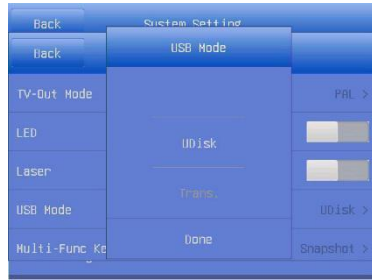 Back System Setting
Back USB Mode
TV-Out Mode PAL >
LED
UDisk
Laser
Trans.
USB Mode UDisk >
Done
Multi-Func Ke Snapshot >